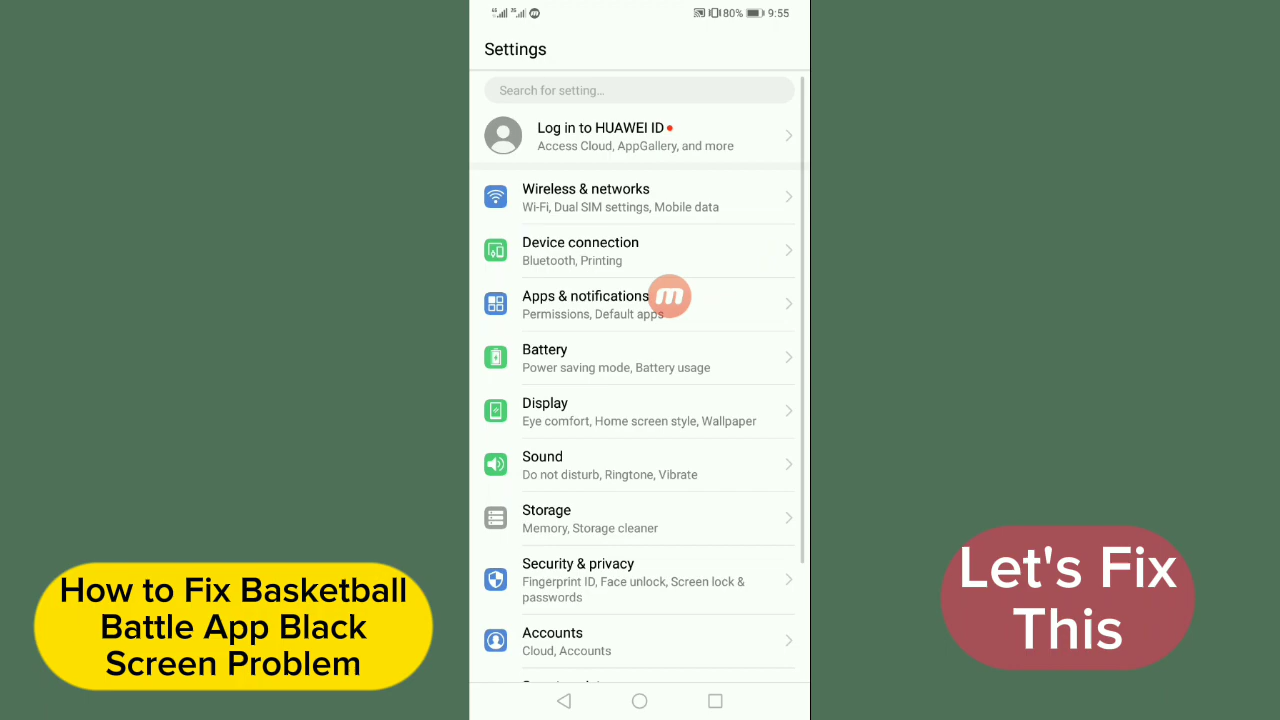 80% 9:55
Settings
Search for setting...
Log in to HUAWEI ID
Access Cloud, AppGallery, and more
Wireless & networks
Wi-Fi, Dual SIM settings, Mobile data
Device connection
Bluetooth, Printing
Apps & notifications
Permissions, Default apps
Battery
Power saving mode, Battery usage
Display
Eye comfort, Home screen style, Wallpaper
Sound
Do not disturb, Ringtone, Vibrate
Storage
Memory, Storage cleaner
Security & privacy
Fingerprint ID, Face unlock, Screen lock &
passwords
Accounts
Cloud, Accounts
How to Fix Basketball
Battle App Black
Screen Problem
Let's Fix
This